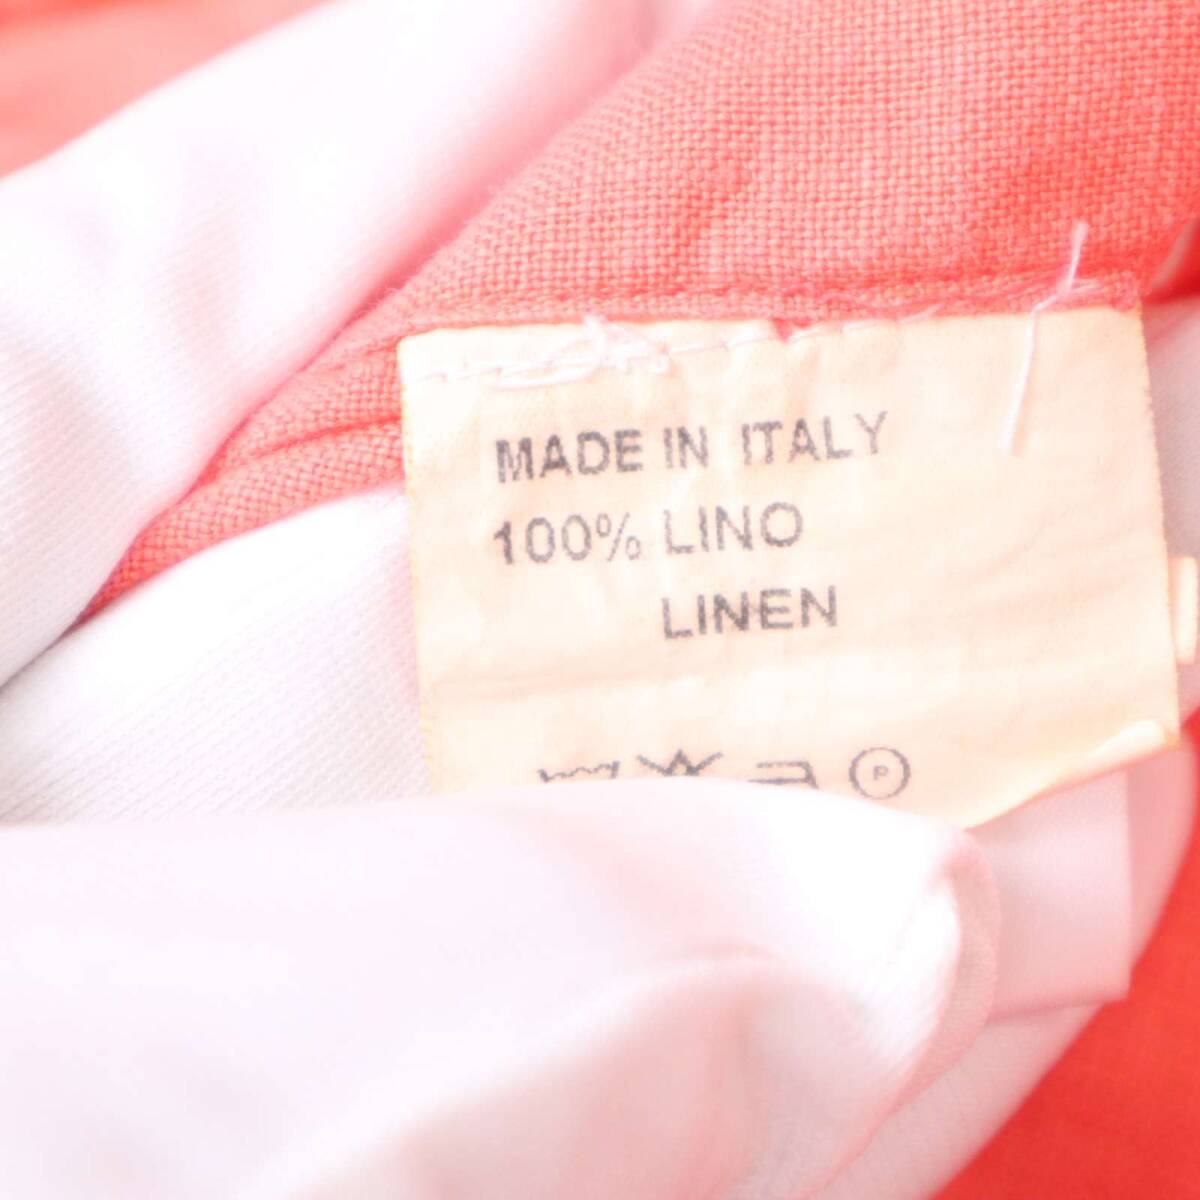 MADE IN ITALY
100% LINO
LINEN
P